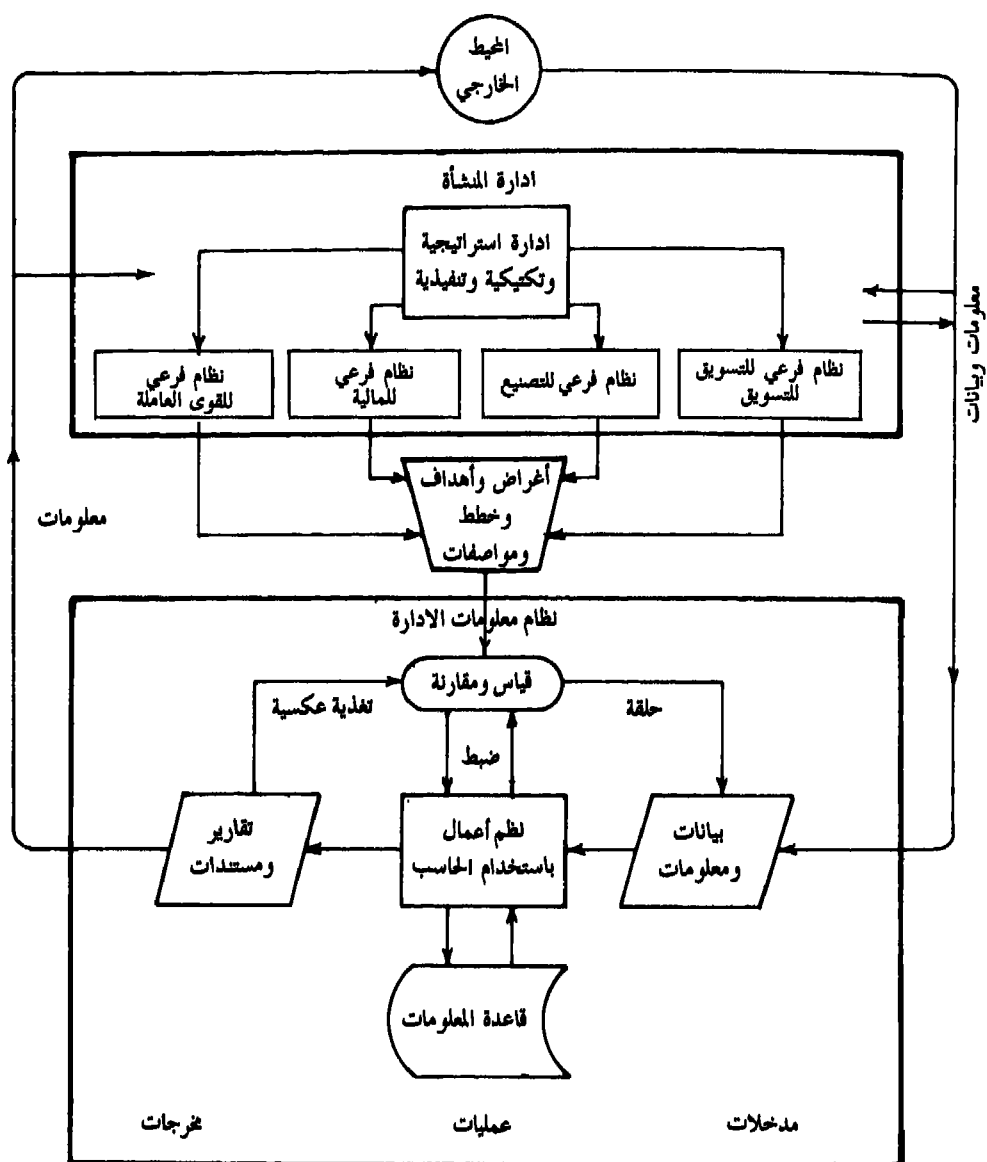 المحيط
الخارجي
ادارة المنشأة
ادارة استراتيجية
وتكتيكية وتنفيذية
نظام فرعي للتسويق
للتسويق
نظام فرعي للتصنيع
نظام فرعي
للمالية
نظام فرعي
للقوى العاملة
معلومات وبيانات
أغراض وأهداف
وخطط
ومواصفات
معلومات
نظام معلومات الادارة
قياس ومقارنة
حلقة
تغذية عكسية
ضبط
بيانات
ومعلومات
نظم أعمال
باستخدام الحاسب
تقارير
ومستندات
قاعدة المعلومات
مدخلات
عمليات
مخرجات